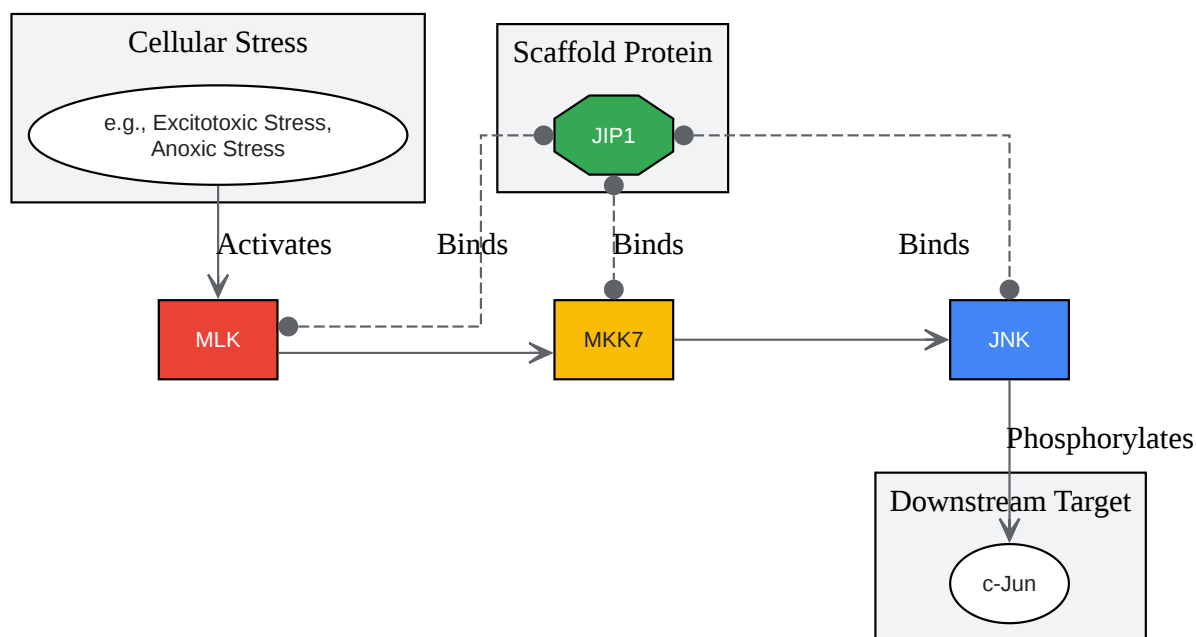 Cellular Stress
Scaffold Protein
e.g., Excitotoxic Stress,
Anoxic Stress
JIP1
Activates
Binds
Binds
Binds
MLK
MKK7
JNK
Phosphorylates
Downstream Target
c-Jun